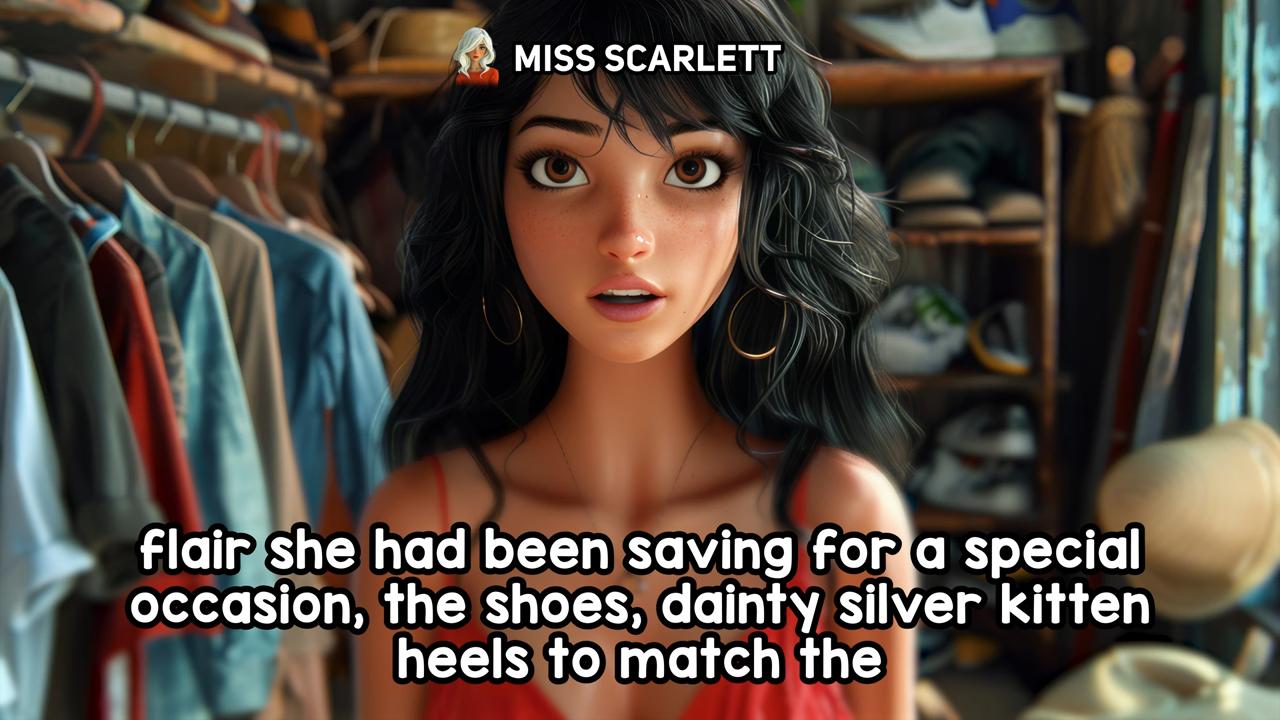 MISS SCARLETT
flair she had been saving for a special
occasion, the shoes, dainty silver kitten
heels to match the